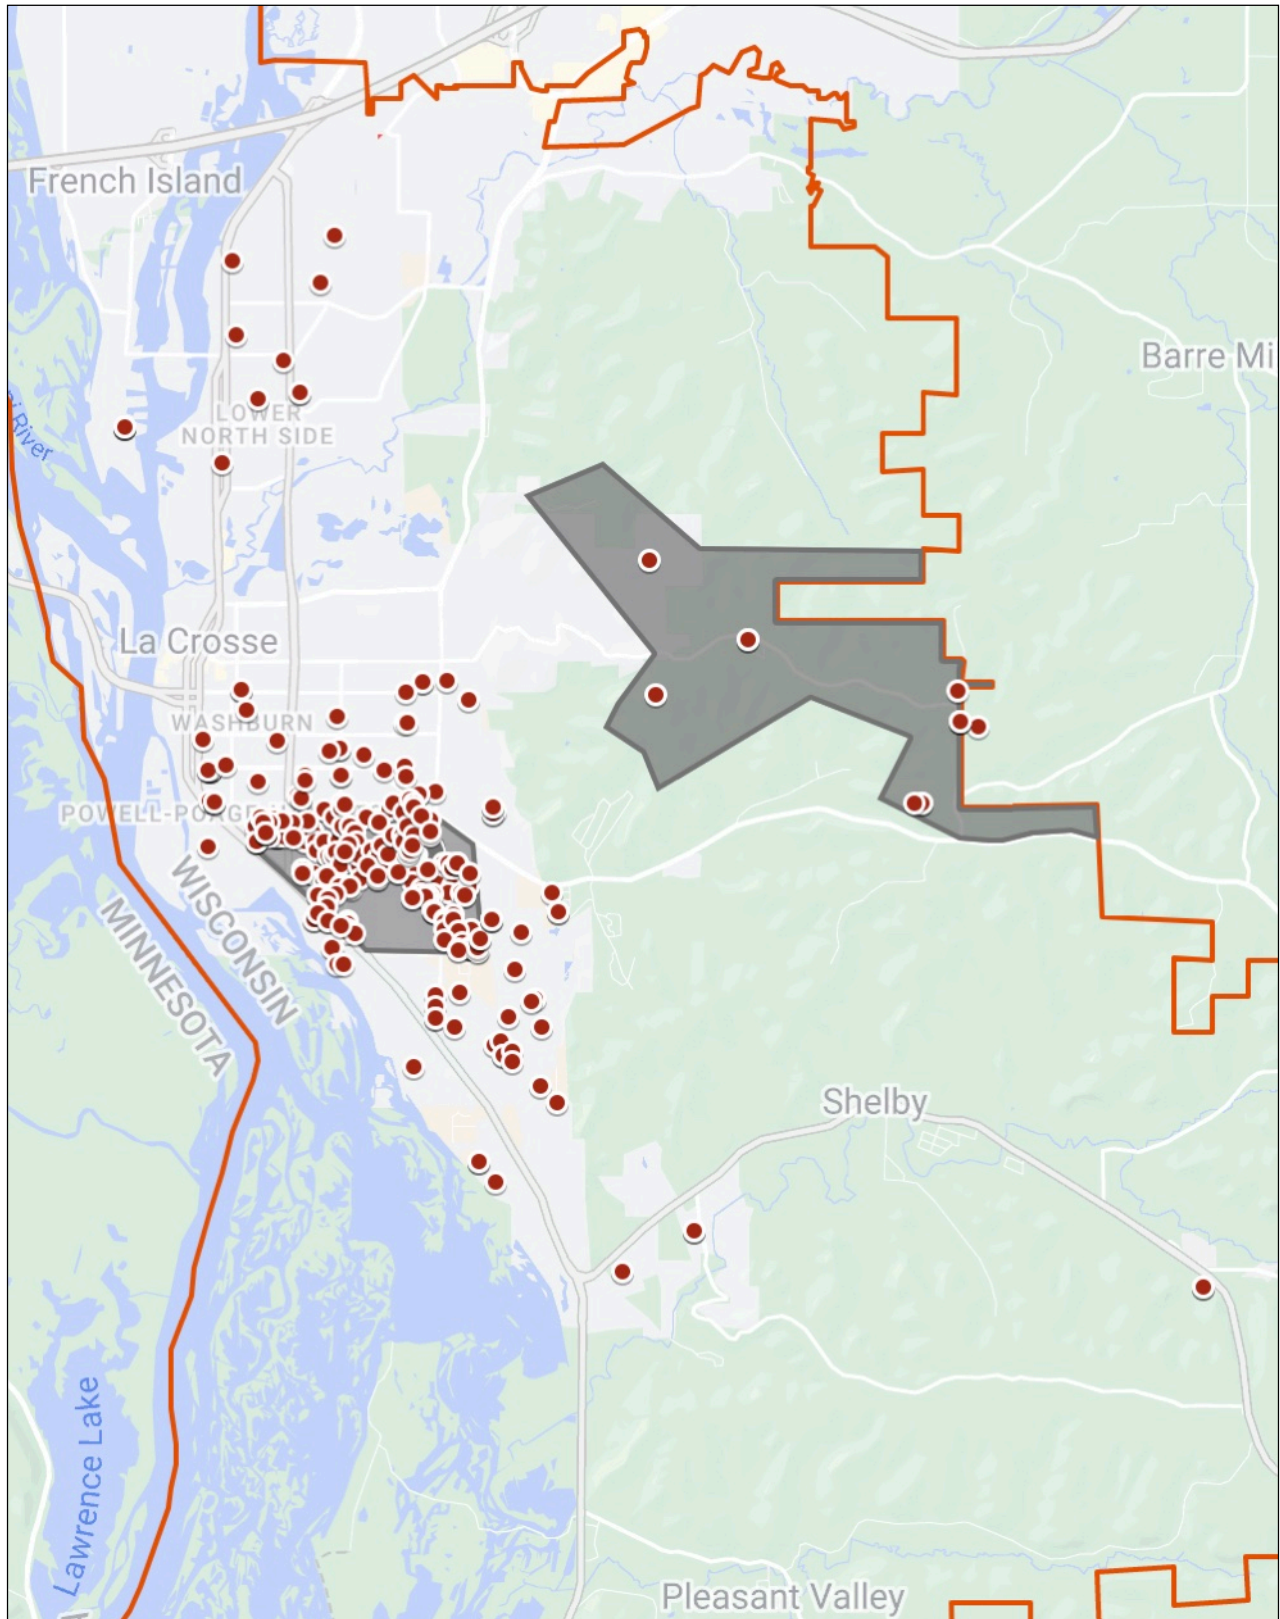 French Island
Barre Mi
River
LOWER
NORTH SIDE
La Crosse
WASHBURN
WISCONSIN
MINNESOTA
Shelby
Lawrence Lake
Pleasant Valley